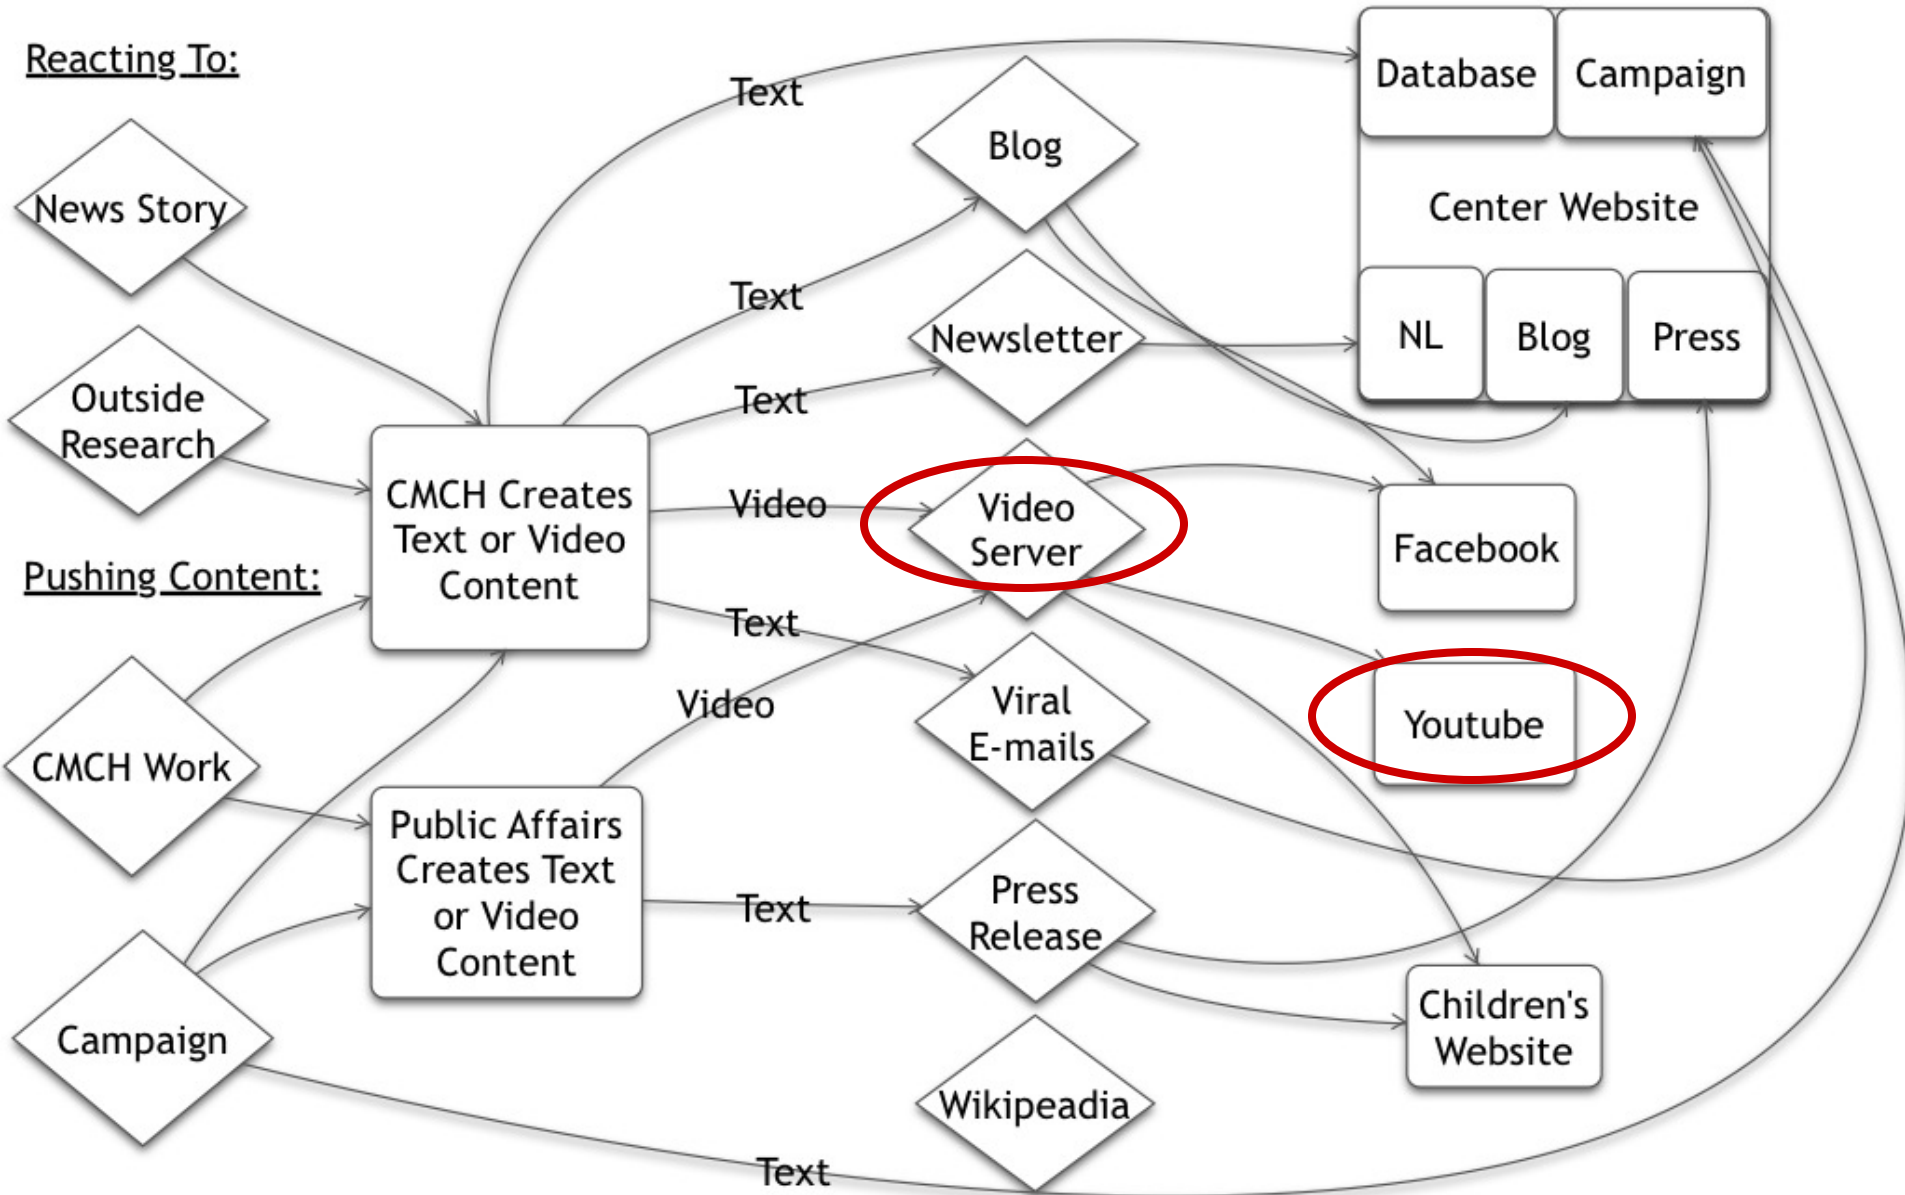 Reacting To:
News Story
Outside
Research
Pushing Content:
CMCH Work
Campaign
CMCH Creates
Text or Video
Content
Public Affairs
Creates Text
or Video
Content
Text
Text
Text
Video
Text
Video
Text
Text
Blog
Newsletter
Video
Server
Viral
E-mails
Press
Release
Wikipeadia
Database
Campaign
Center Website
NL
Blog
Press
Facebook
Youtube
Children's
Website